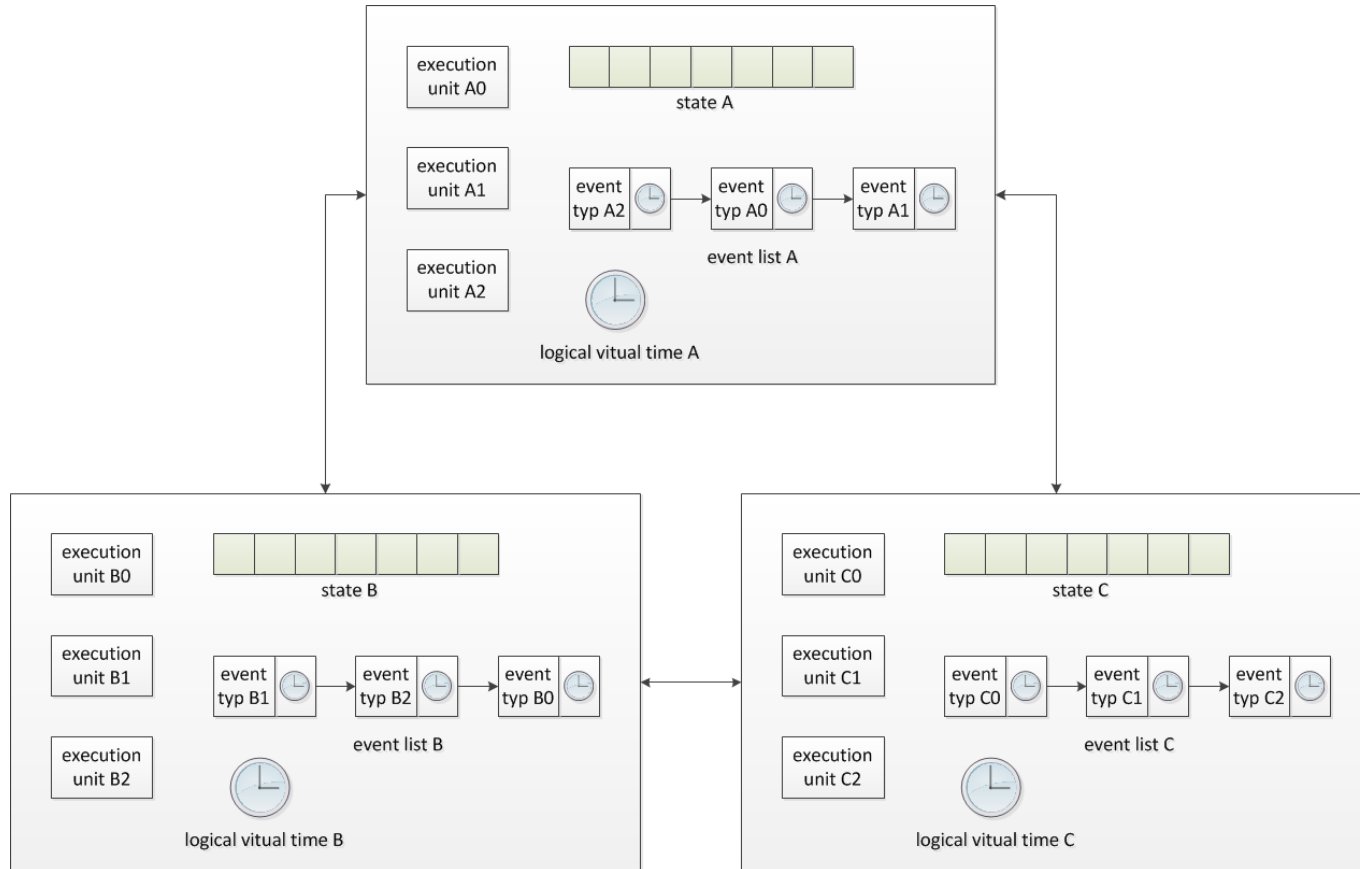 execution
unit A0
state A
execution
unit A1
event
typ A2
event
typ A0
event
typ A1
event list A
execution
unit A2
logical vitual time A
execution
unit B0
state B
execution
unit B1
event
typ B1
event
typ B2
event
typ B0
event list B
execution
unit B2
logical vitual time B
execution
unit C0
state C
execution
unit C1
event
typ C0
event
typ C1
event
typ C2
event list C
execution
unit C2
logical vitual time C